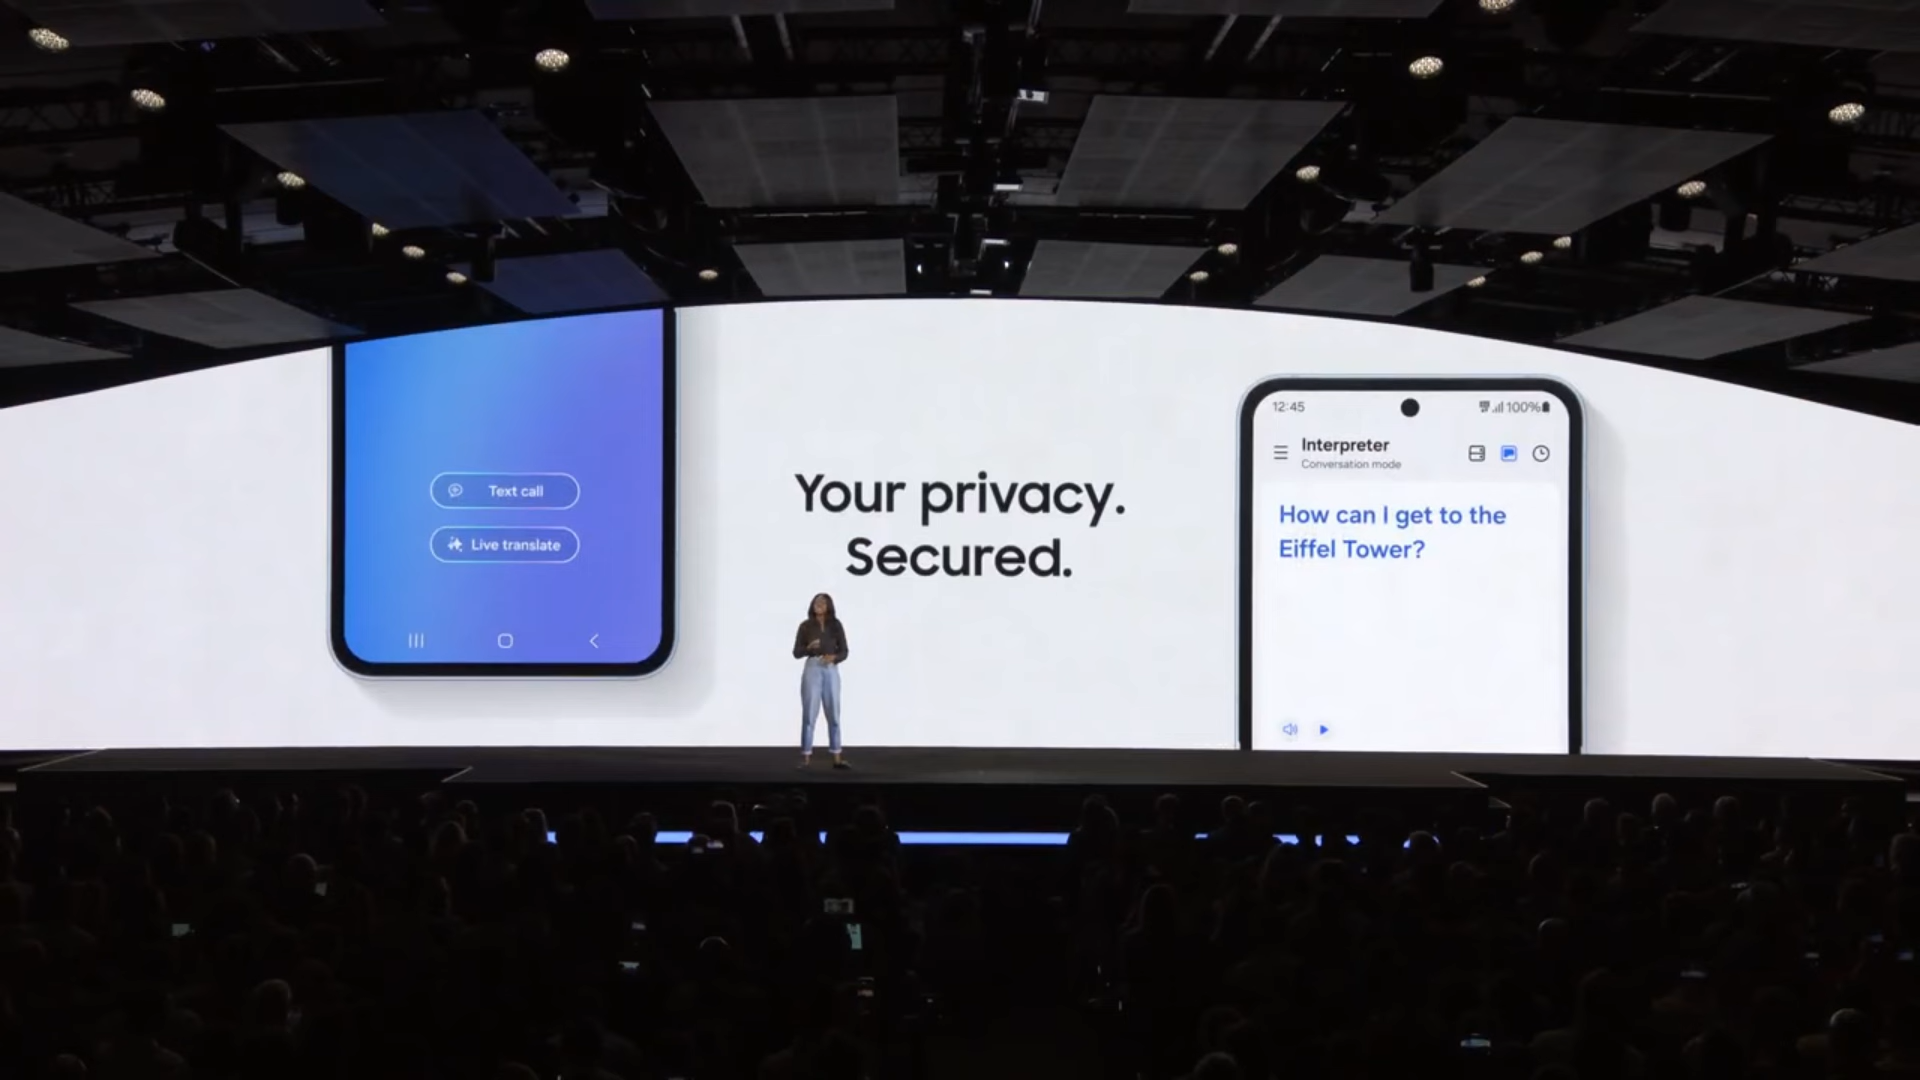 Text call
Live translate
Your privacy.
Secured.
12:45
100%
Interpreter
Conversation mode
How can I get to the
Eiffel Tower?